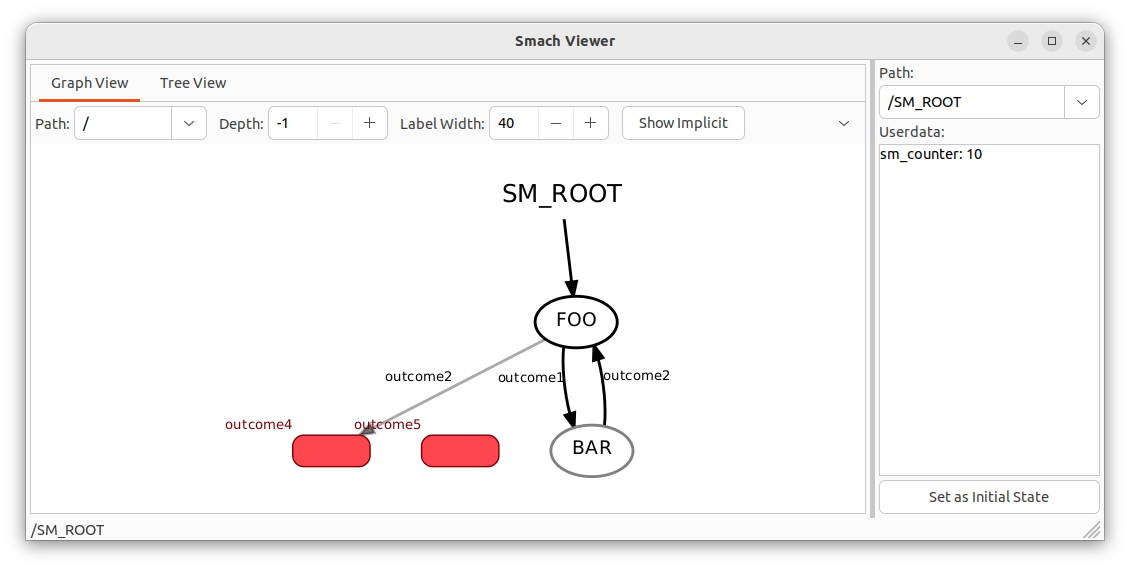 Smach Viewer
Graph View Tree View
Path: / Depth: -1 Label Width: 40 Show Implicit
SM_ROOT
FOO
outcome2 outcome1 outcome2
outcome4 outcome5
BAR
Path:
/SM_ROOT
Userdata:
sm_counter: 10
Set as Initial State
/SM_ROOT